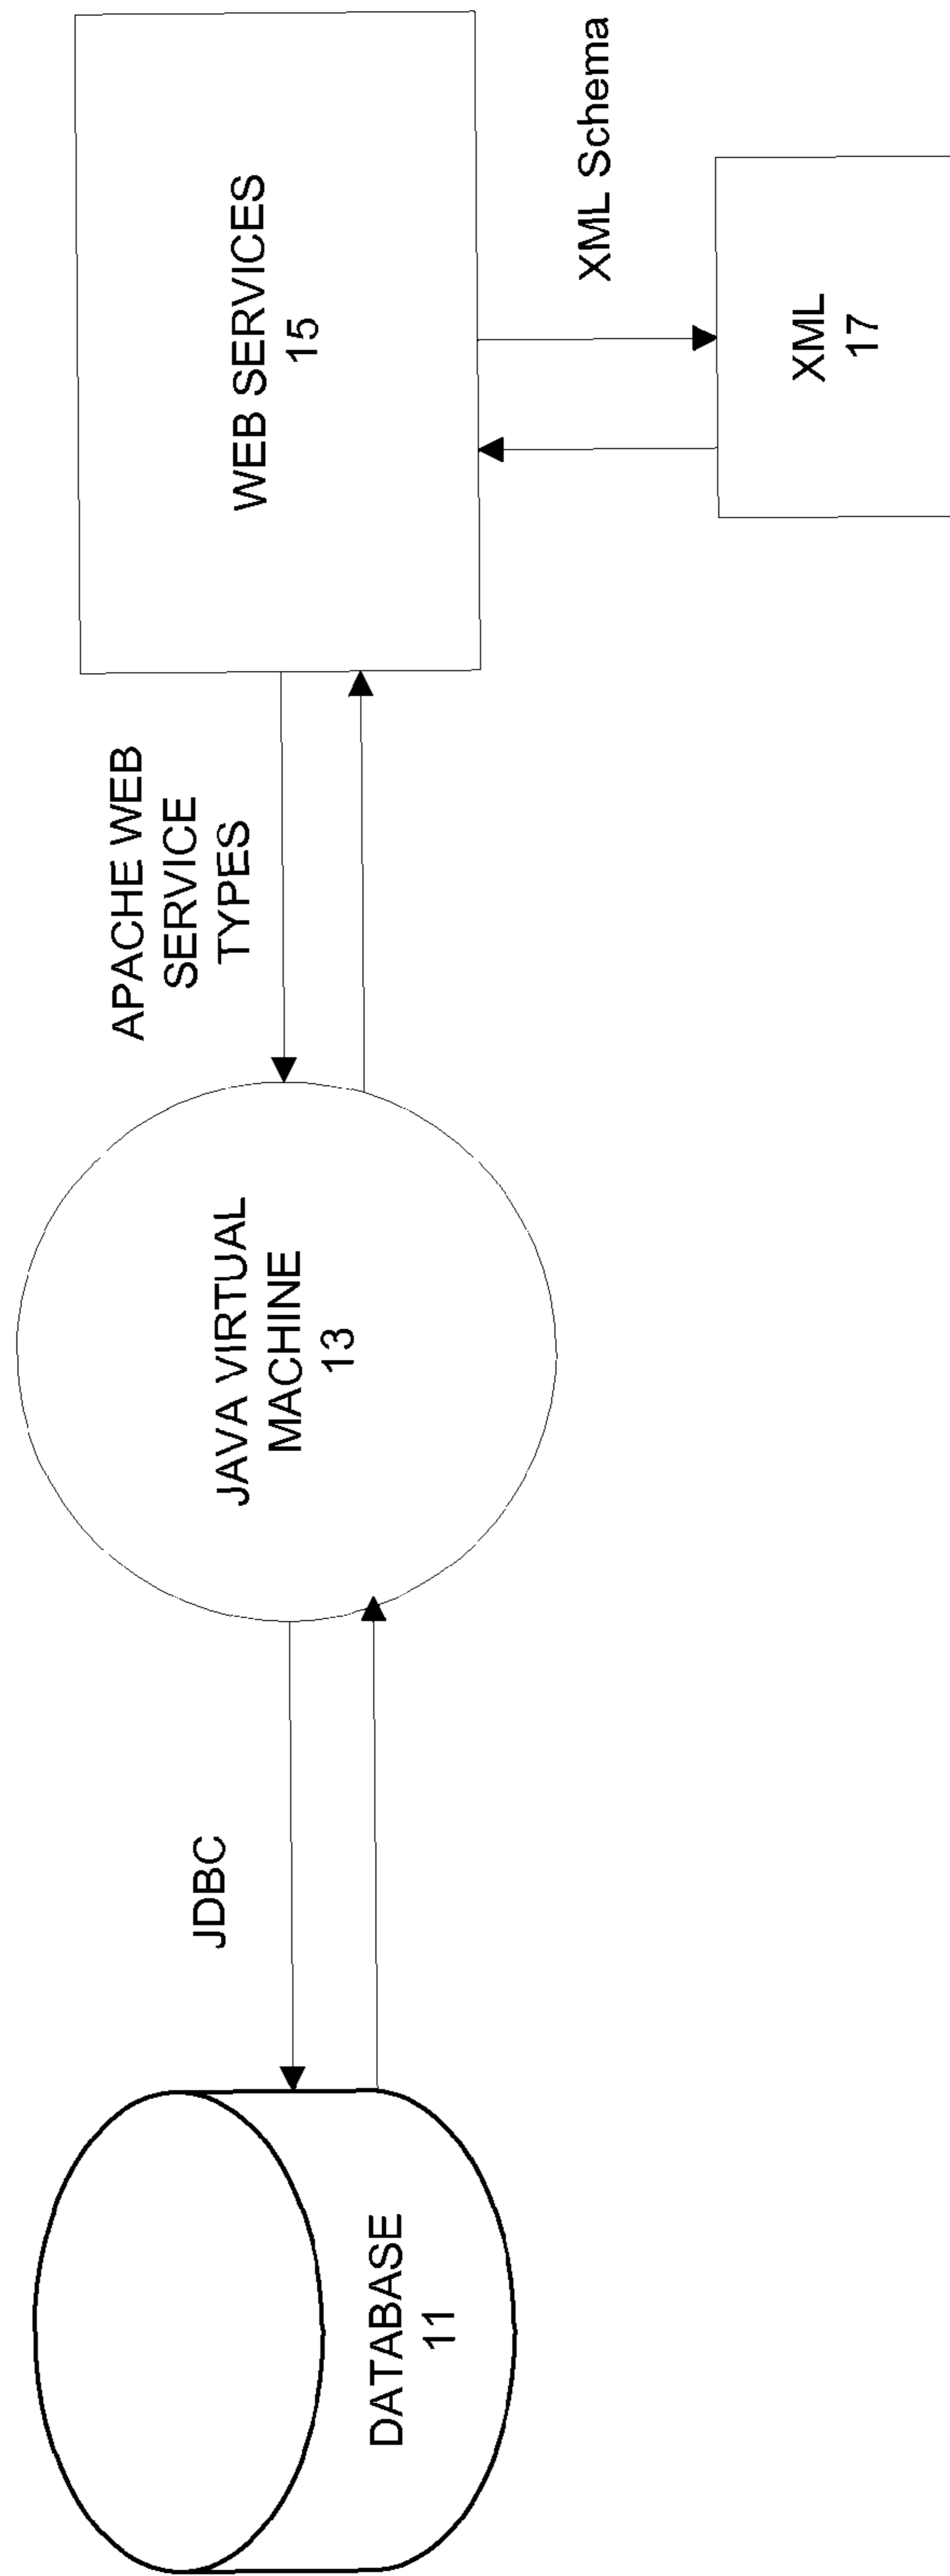 DATABASE
11
JDBC
JAVA VIRTUAL
MACHINE
13
APACHE WEB
SERVICE
TYPES
WEB SERVICES
15
XML Schema
XML
17